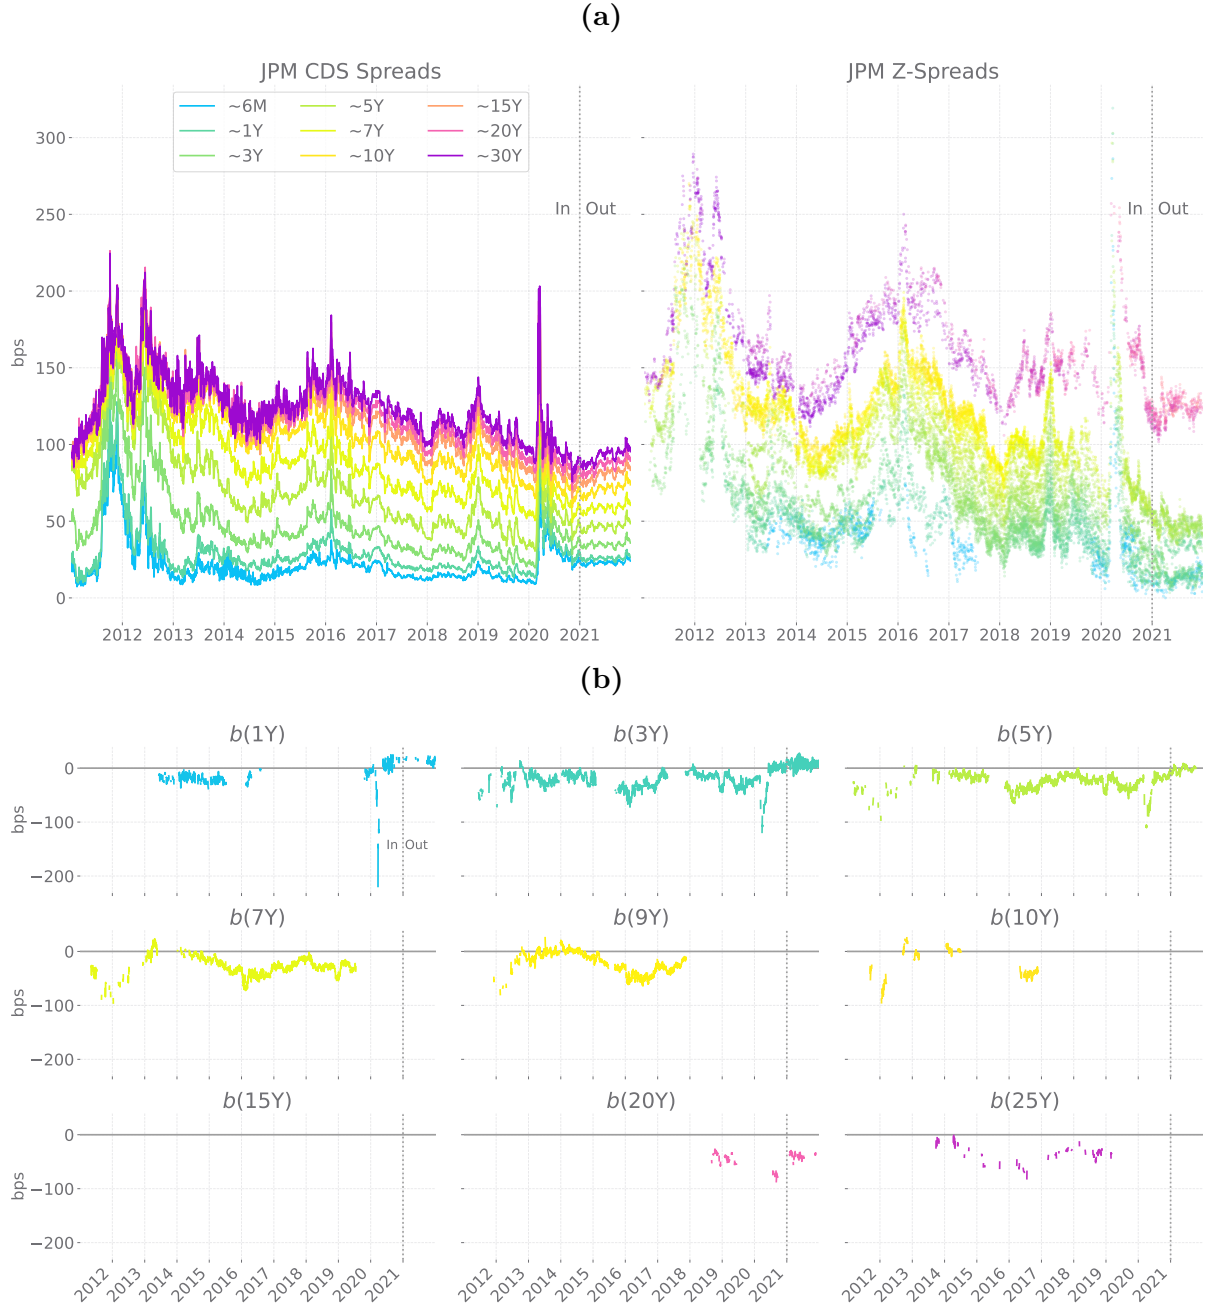 (a)
JPM CDS Spreads
JPM Z-Spreads
~6M ~5Y ~15Y
~1Y ~7Y ~20Y
~3Y ~10Y ~30Y
300
250
200
150
100
50
0
bps
In Out
In Out
2012 2013 2014 2015 2016 2017 2018 2019 2020 2021
2012 2013 2014 2015 2016 2017 2018 2019 2020 2021
(b)
b(1Y)
b(3Y)
b(5Y)
0
−100
−200
bps
In Out
b(7Y)
b(9Y)
b(10Y)
0
−100
−200
bps
b(15Y)
b(20Y)
b(25Y)
0
−100
−200
bps
2012 2013 2014 2015 2016 2017 2018 2019 2020 2021
2012 2013 2014 2015 2016 2017 2018 2019 2020 2021
2012 2013 2014 2015 2016 2017 2018 2019 2020 2021